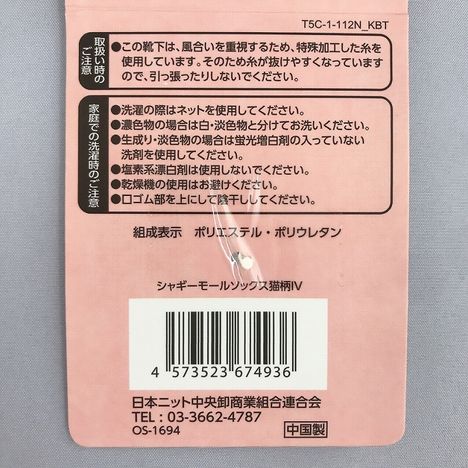 T5C-1-112N_KBT
取扱い時のご注意
●この靴下は、風合いを重視するため、特殊加工した糸を
使用しています。そのため糸が抜けやすくなっています
ので、引っ張ったりしないでください。
家庭での洗濯時のご注意
●洗濯の際はネットを使用してください。
●濃色物の場合は白・淡色物と分けてお洗いください。
●生成り・淡色物の場合は蛍光増白剤の入っていない
洗剤を使用してください。
●塩素系漂白剤は使用しないでください。
●乾燥機の使用はお避けください。
●口ゴム部を上にして陰干ししてください。
組成表示 ポリエステル・ポリウレタン
シャギーモールソックス猫柄Ⅳ
4 573523 674936
日本ニット中央卸商業組合連合会
TEL：03-3662-4787
OS-1694
中国製